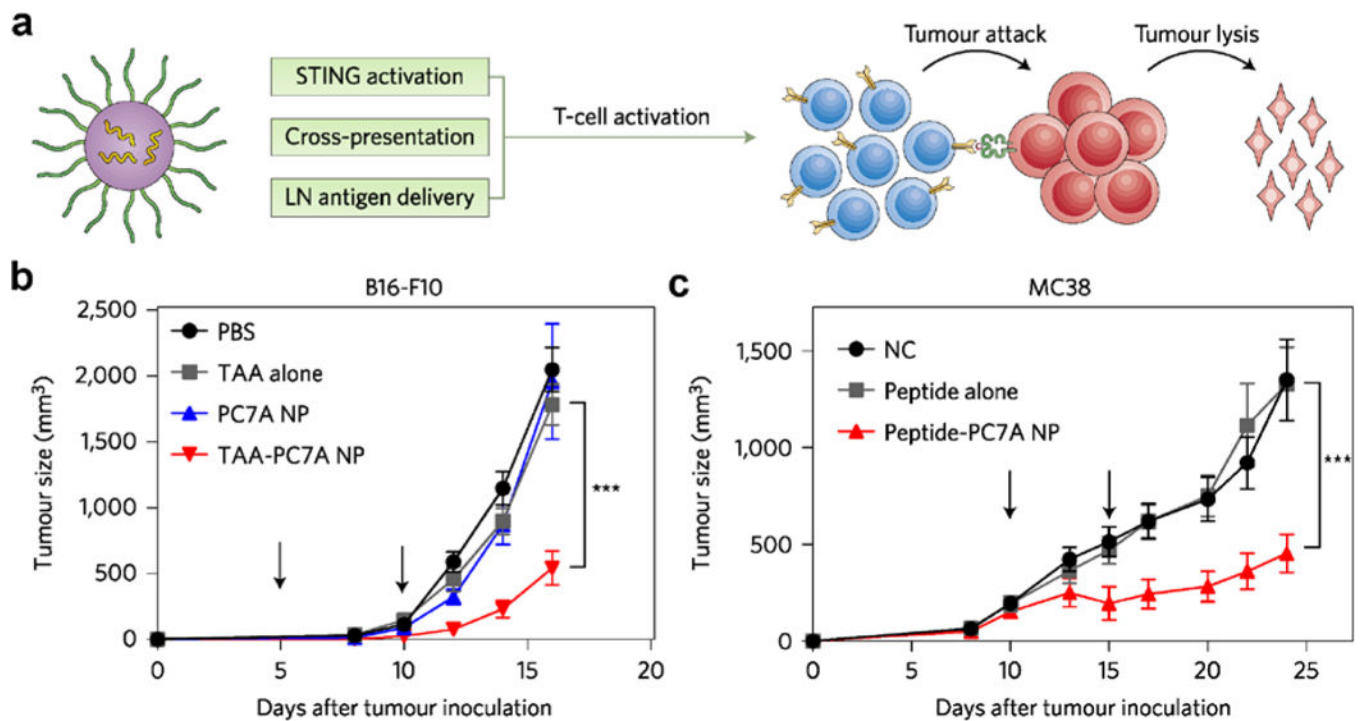 a
Tumour attack
Tumour lysis
STING activation
Cross-presentation
LN antigen delivery
T-cell activation
b
B16-F10
2,500
2,000
1,500
1,000
500
0
Tumour size (mm³)
PBS
TAA alone
PC7A NP
TAA-PC7A NP
***
0
5
10
15
20
Days after tumour inoculation
c
MC38
1,500
1,000
500
0
Tumour size (mm³)
NC
Peptide alone
Peptide-PC7A NP
***
0
5
10
15
20
25
Days after tumour inoculation